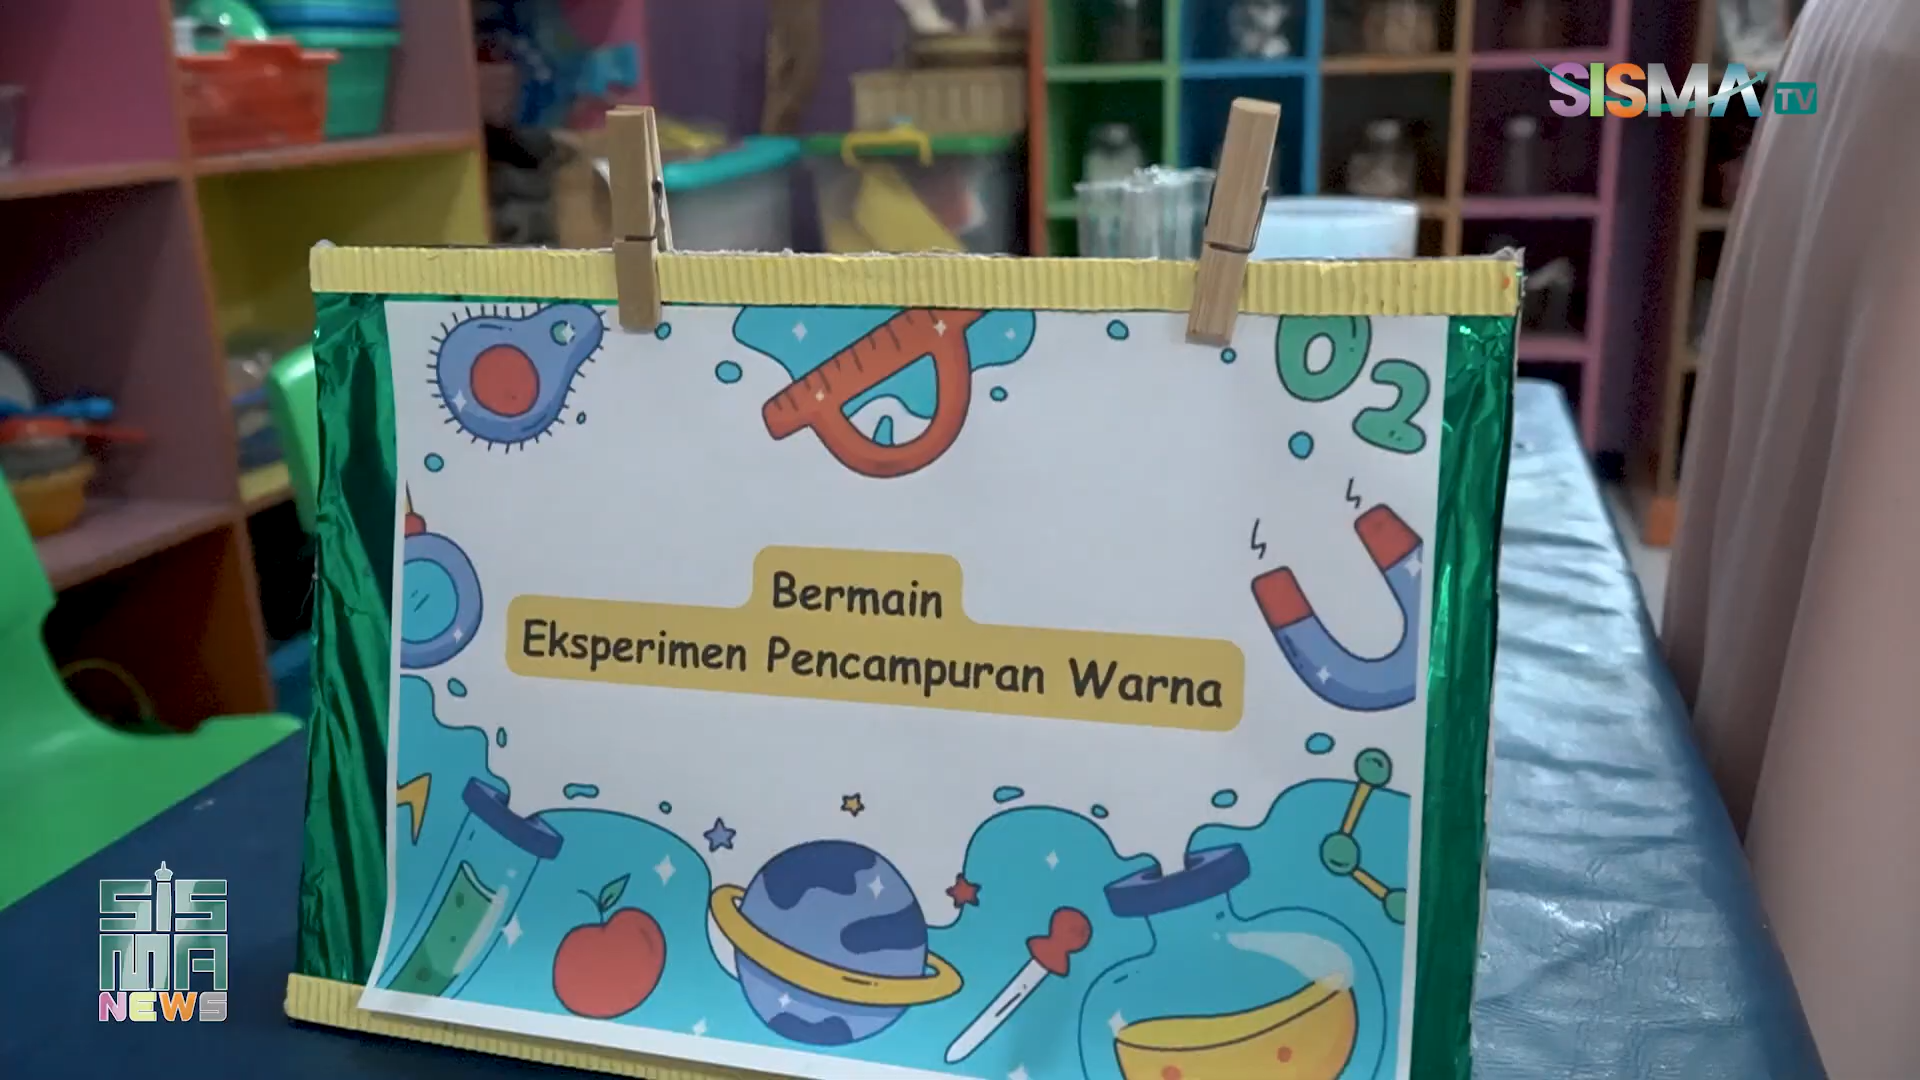 SISMA TV
O2
Bermain
Eksperimen Pencampuran Warna
SIS
MA
NEWS